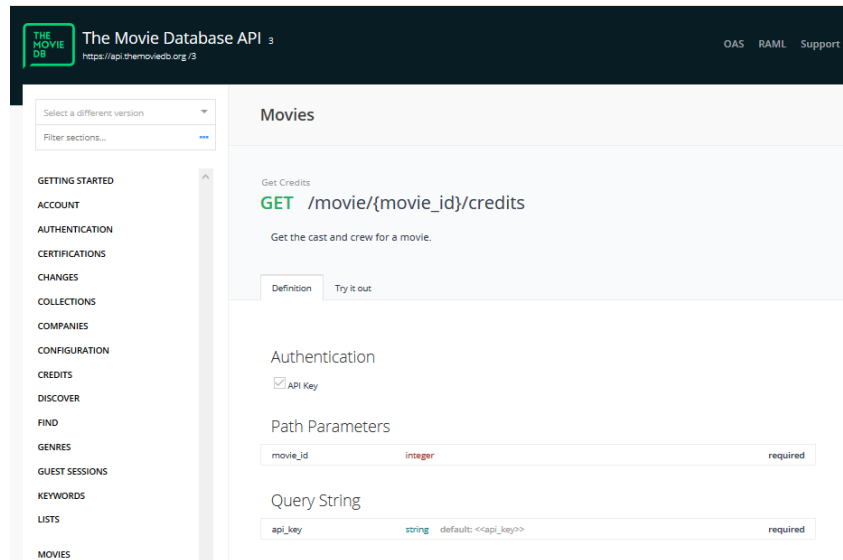 THE
MOVIE
DB
The Movie Database API 3
https://api.themoviedb.org /3
OAS RAML Support
Select a different version
Filter sections...
GETTING STARTED
ACCOUNT
AUTHENTICATION
CERTIFICATIONS
CHANGES
COLLECTIONS
COMPANIES
CONFIGURATION
CREDITS
DISCOVER
FIND
GENRES
GUEST SESSIONS
KEYWORDS
LISTS
MOVIES
Movies
Get Credits
GET /movie/{movie_id}/credits
Get the cast and crew for a movie.
Definition Try it out
Authentication
API Key
Path Parameters
movie_id integer required
Query String
api_key string default: <<api_key>> required